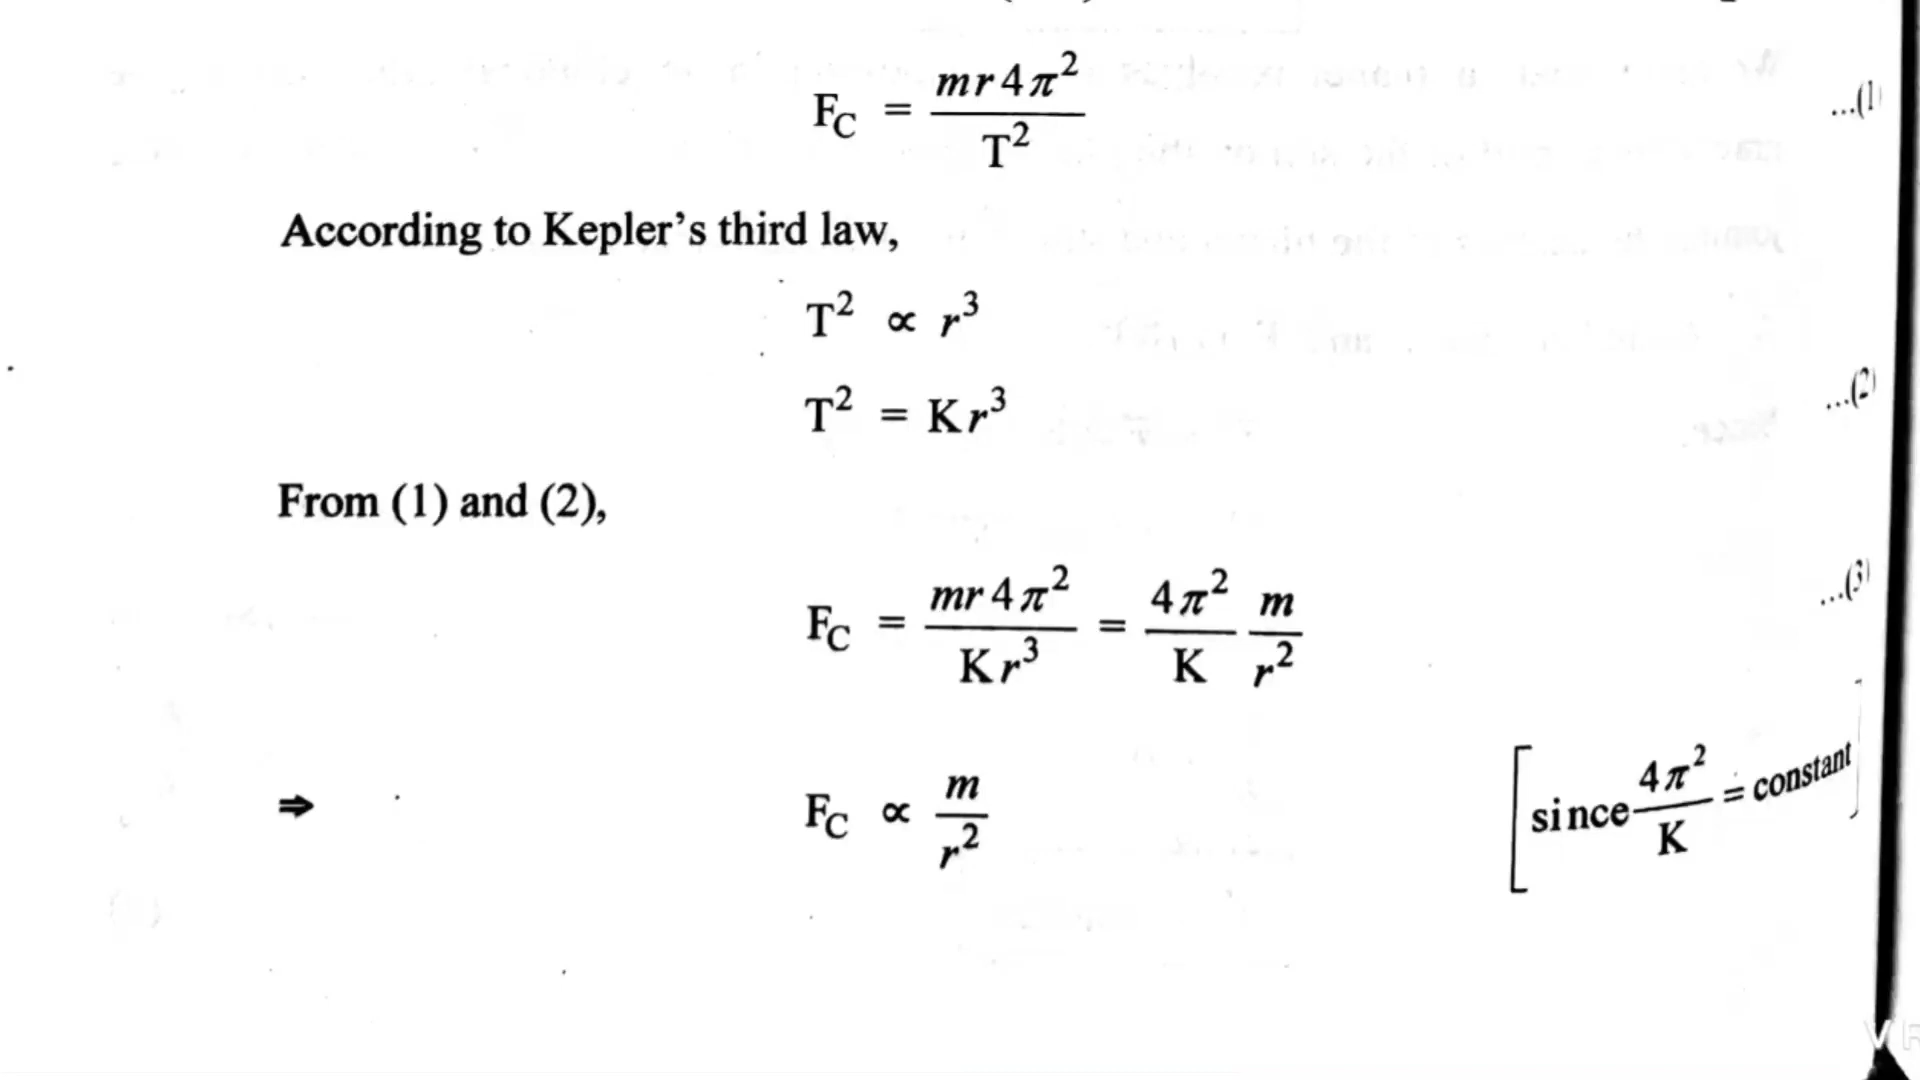 F_C = mr4π² / T² ...(1)
According to Kepler's third law,
T² ∝ r³
T² = Kr³ ...(2)
From (1) and (2),
F_C = mr4π² / Kr³ = 4π² / K m / r² ...(3)
⇒ F_C ∝ m / r² [since 4π² / K = constant]